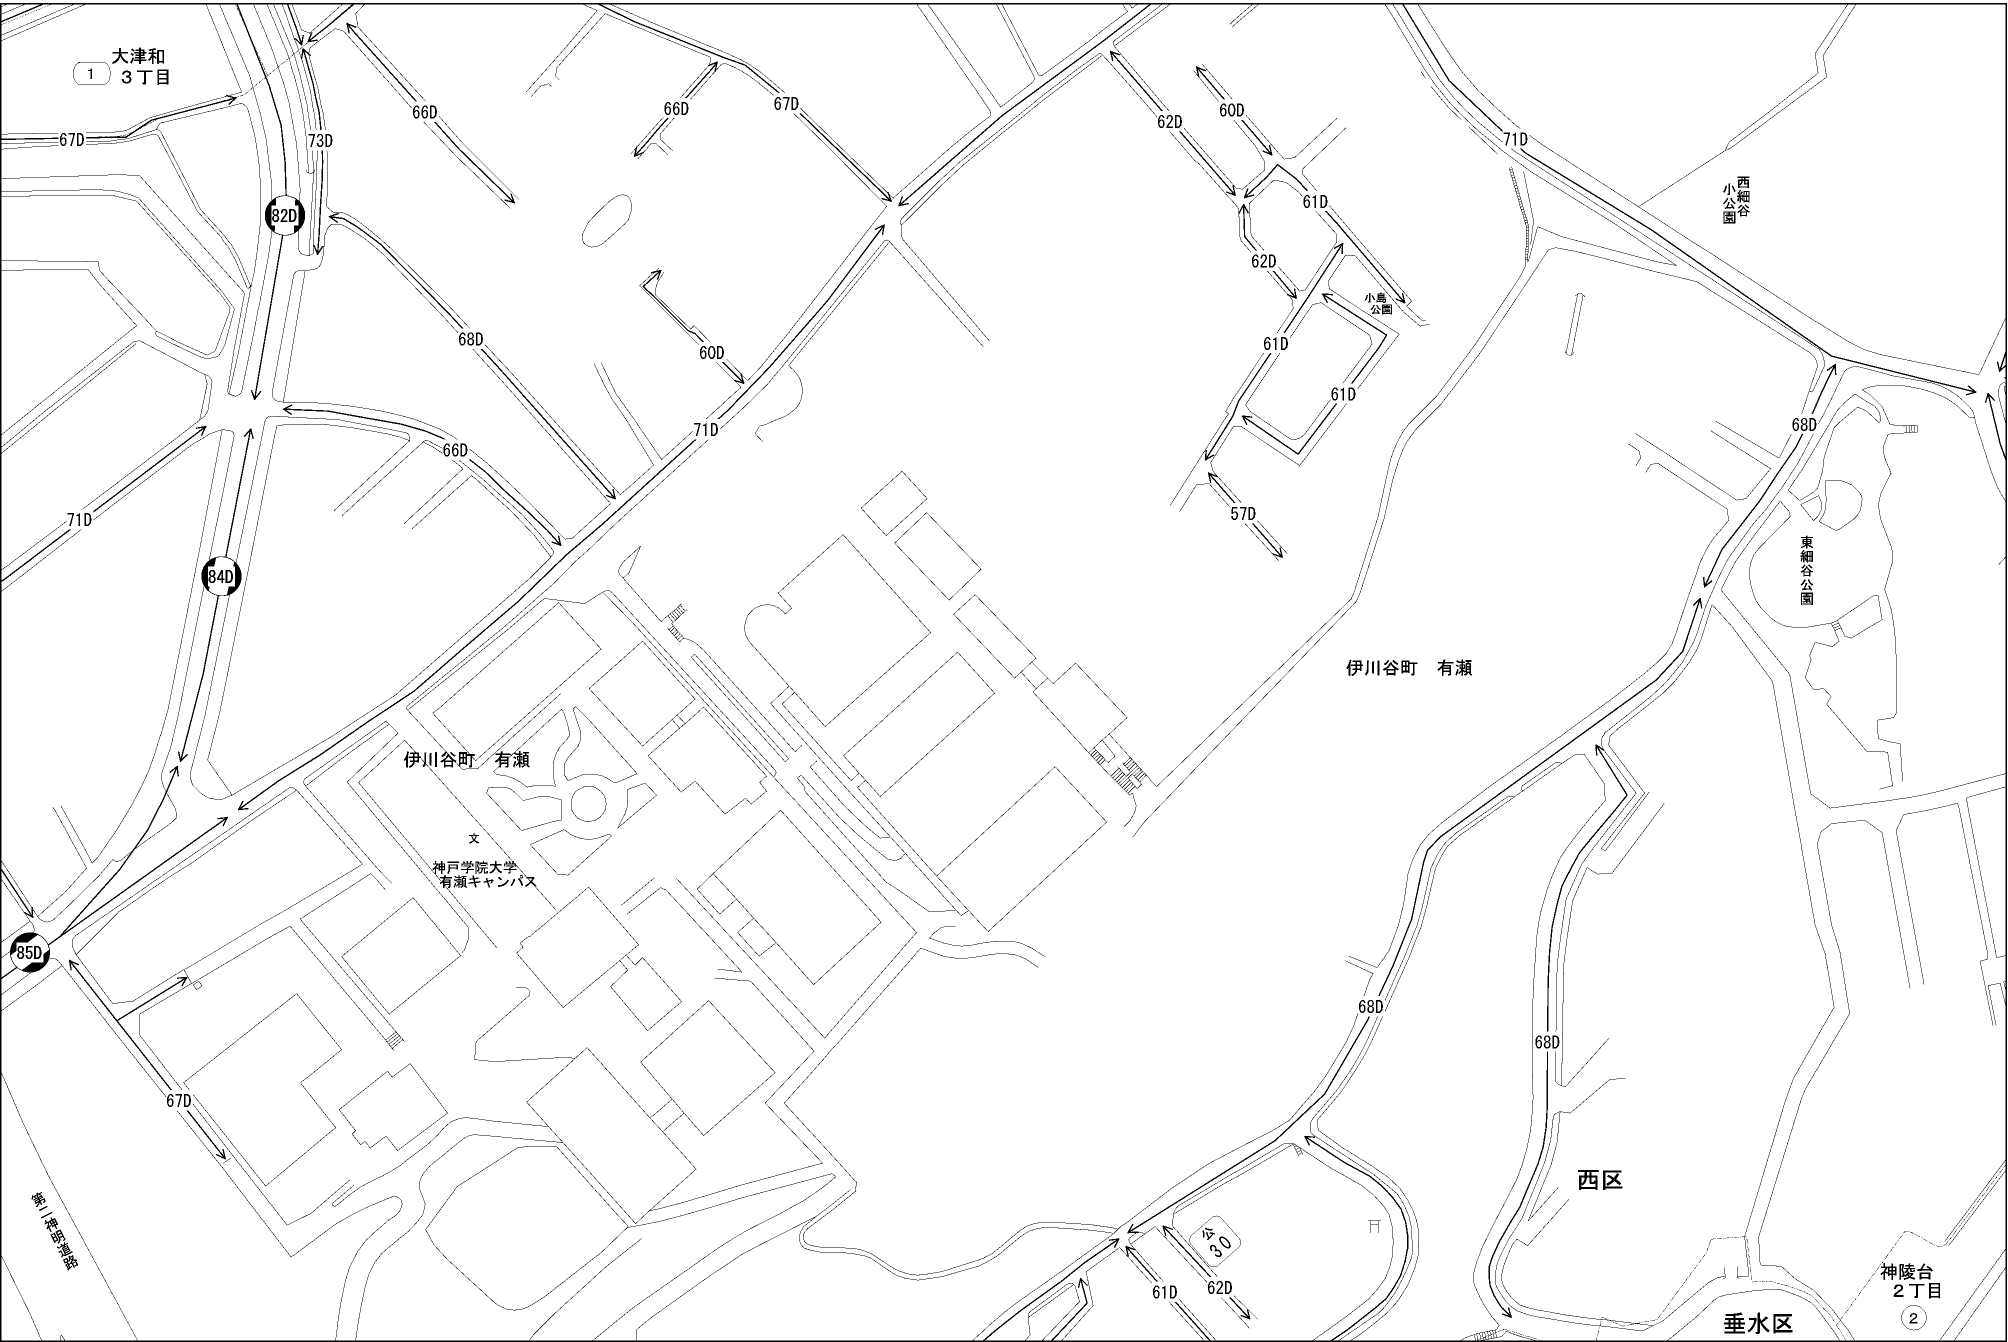 大津和
1 3丁目
66D
66D
67D
62D
60D
71D
67D
73D
西細谷
小公園
82D
61D
62D
小島
公園
68D
60D
61D
61D
71D
68D
66D
71D
57D
84D
東細谷公園
伊川谷町 有瀬
伊川谷町 有瀬
文
神戸学院大学
有瀬キャンパス
85D
68D
68D
67D
西区
第二神明道路
公
30
61D
62D
神陵台
2丁目
垂水区
2